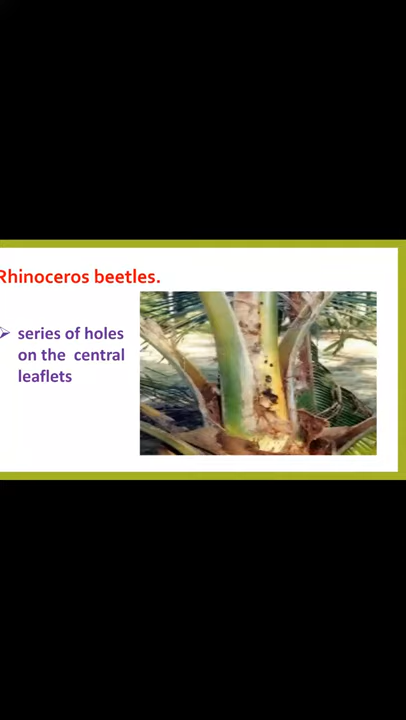 Rhinoceros beetles.
series of holes
on the central
leaflets